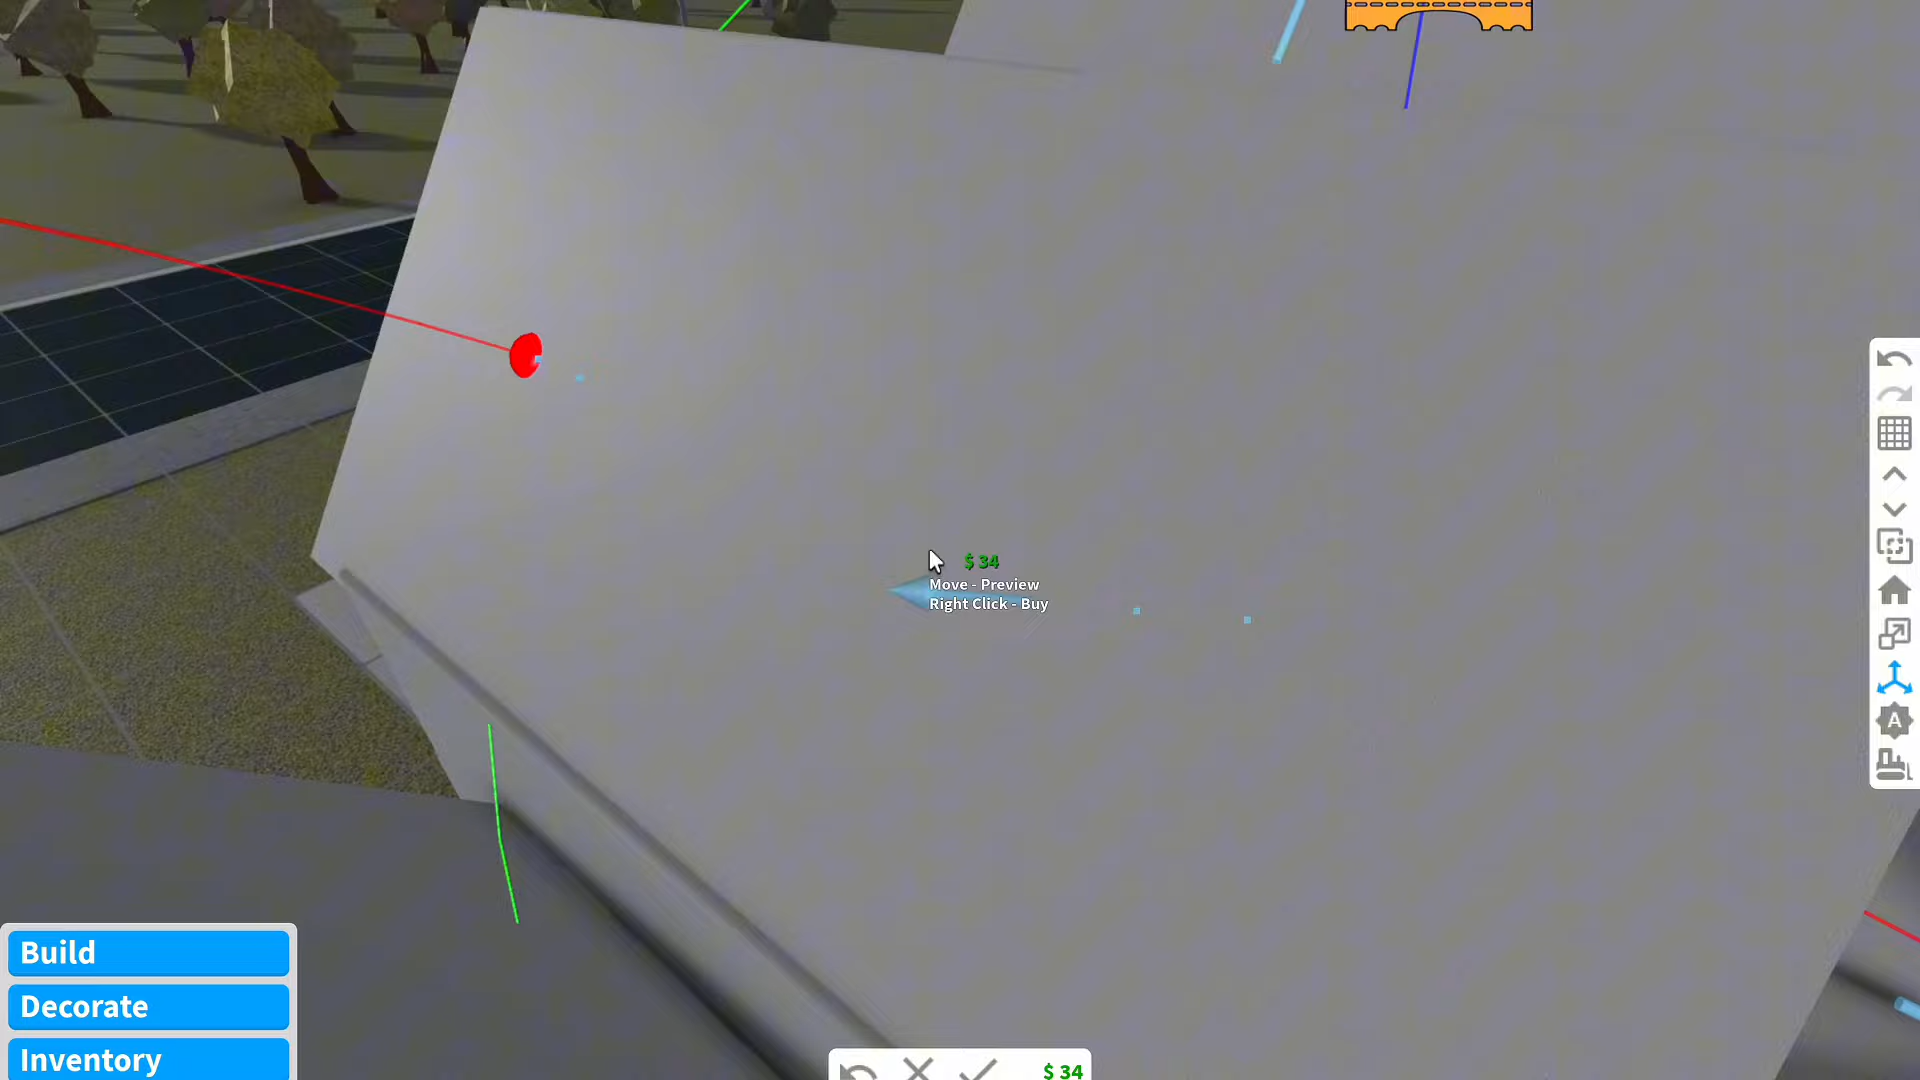 $ 34
Move - Preview
Right Click - Buy
A
Build
Decorate
Inventory
$ 34